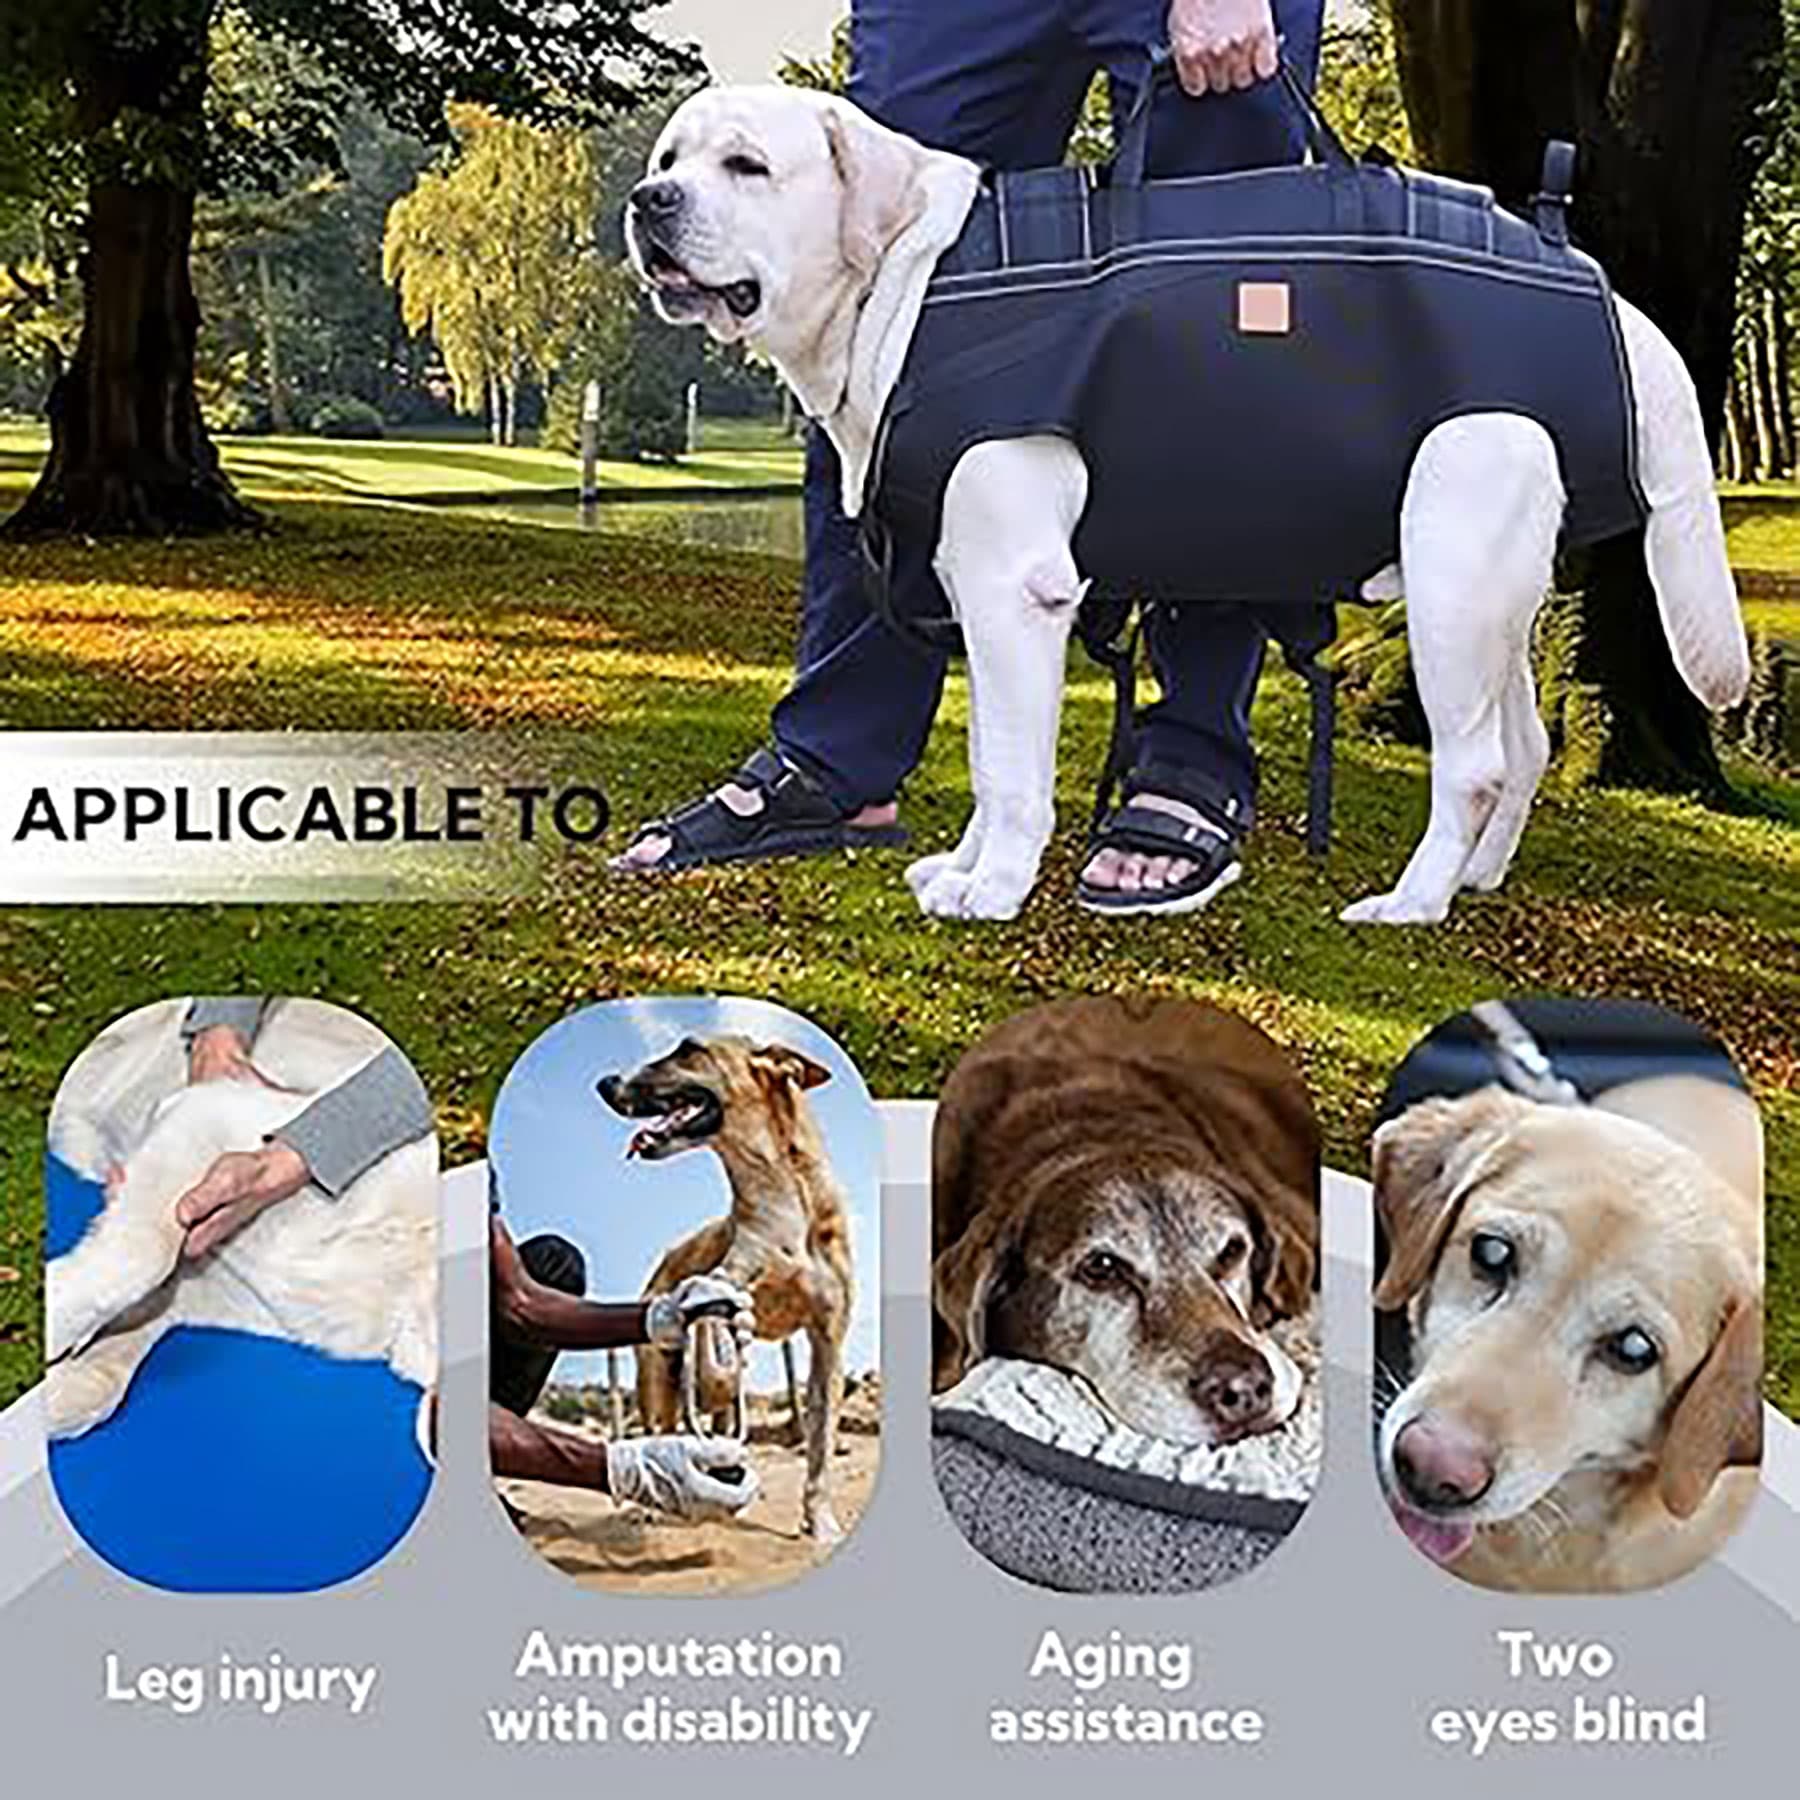 APPLICABLE TO
Leg injury
Amputation
with disability
Aging
assistance
Two
eyes blind